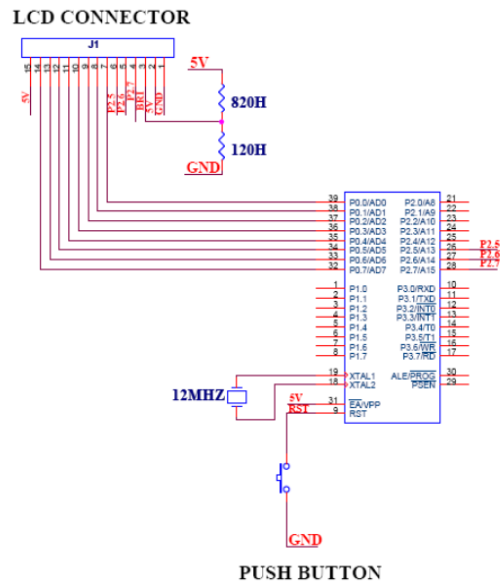 LCD CONNECTOR
J1
15 14 13 12 11 10 9 8 7 6 5 4 3 2 1
5V P2.5 P2.6 P2.7 BRI 5V GND
5V
820H
120H
GND
39 P0.0/AD0 P2.0/A8 21
38 P0.1/AD1 P2.1/A9 22
37 P0.2/AD2 P2.2/A10 23
36 P0.3/AD3 P2.3/A11 24
35 P0.4/AD4 P2.4/A12 25
34 P0.5/AD5 P2.5/A13 26 P2.5
33 P0.6/AD6 P2.6/A14 27 P2.6
32 P0.7/AD7 P2.7/A15 28 P2.7
1 P1.0 P3.0/RXD 10
2 P1.1 P3.1/TXD 11
3 P1.2 P3.2/INT0 12
4 P1.3 P3.3/INT1 13
5 P1.4 P3.4/T0 14
6 P1.5 P3.5/T1 15
7 P1.6 P3.6/WR 16
8 P1.7 P3.7/RD 17
19 XTAL1 ALE/PROG 30
12MHZ 18 XTAL2 PSEN 29
5V 31 EA/VPP
RST 9 RST
GND
PUSH BUTTON